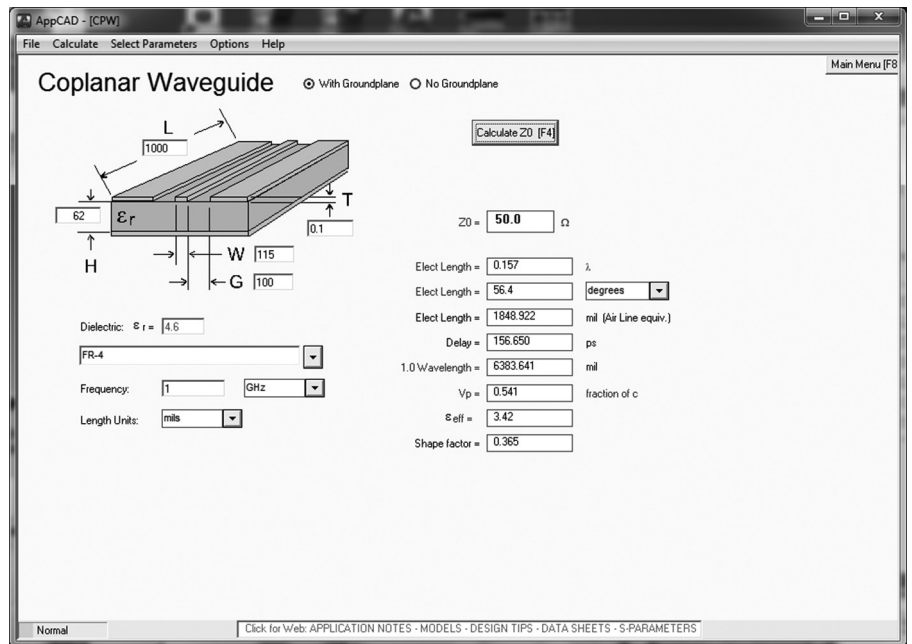 AppCAD - [CPW]
File Calculate Select Parameters Options Help
Main Menu [F8
Coplanar Waveguide
With Groundplane No Groundplane
Calculate Z0 [F4]
L
1000
T
0.1
62
εr
H
W 115
G 100
Z0 = 50.0 Ω
Elect Length = 0.157 λ
Elect Length = 56.4 degrees
Elect Length = 1848.922 mil (Air Line equiv.)
Delay = 156.650 ps
1.0 Wavelength = 6383.641 mil
Vp = 0.541 fraction of c
εeff = 3.42
Shape factor = 0.365
Dielectric: εr = 4.6
FR-4
Frequency: 1 GHz
Length Units: mils
Normal
Click for Web: APPLICATION NOTES - MODELS - DESIGN TIPS - DATA SHEETS - S-PARAMETERS